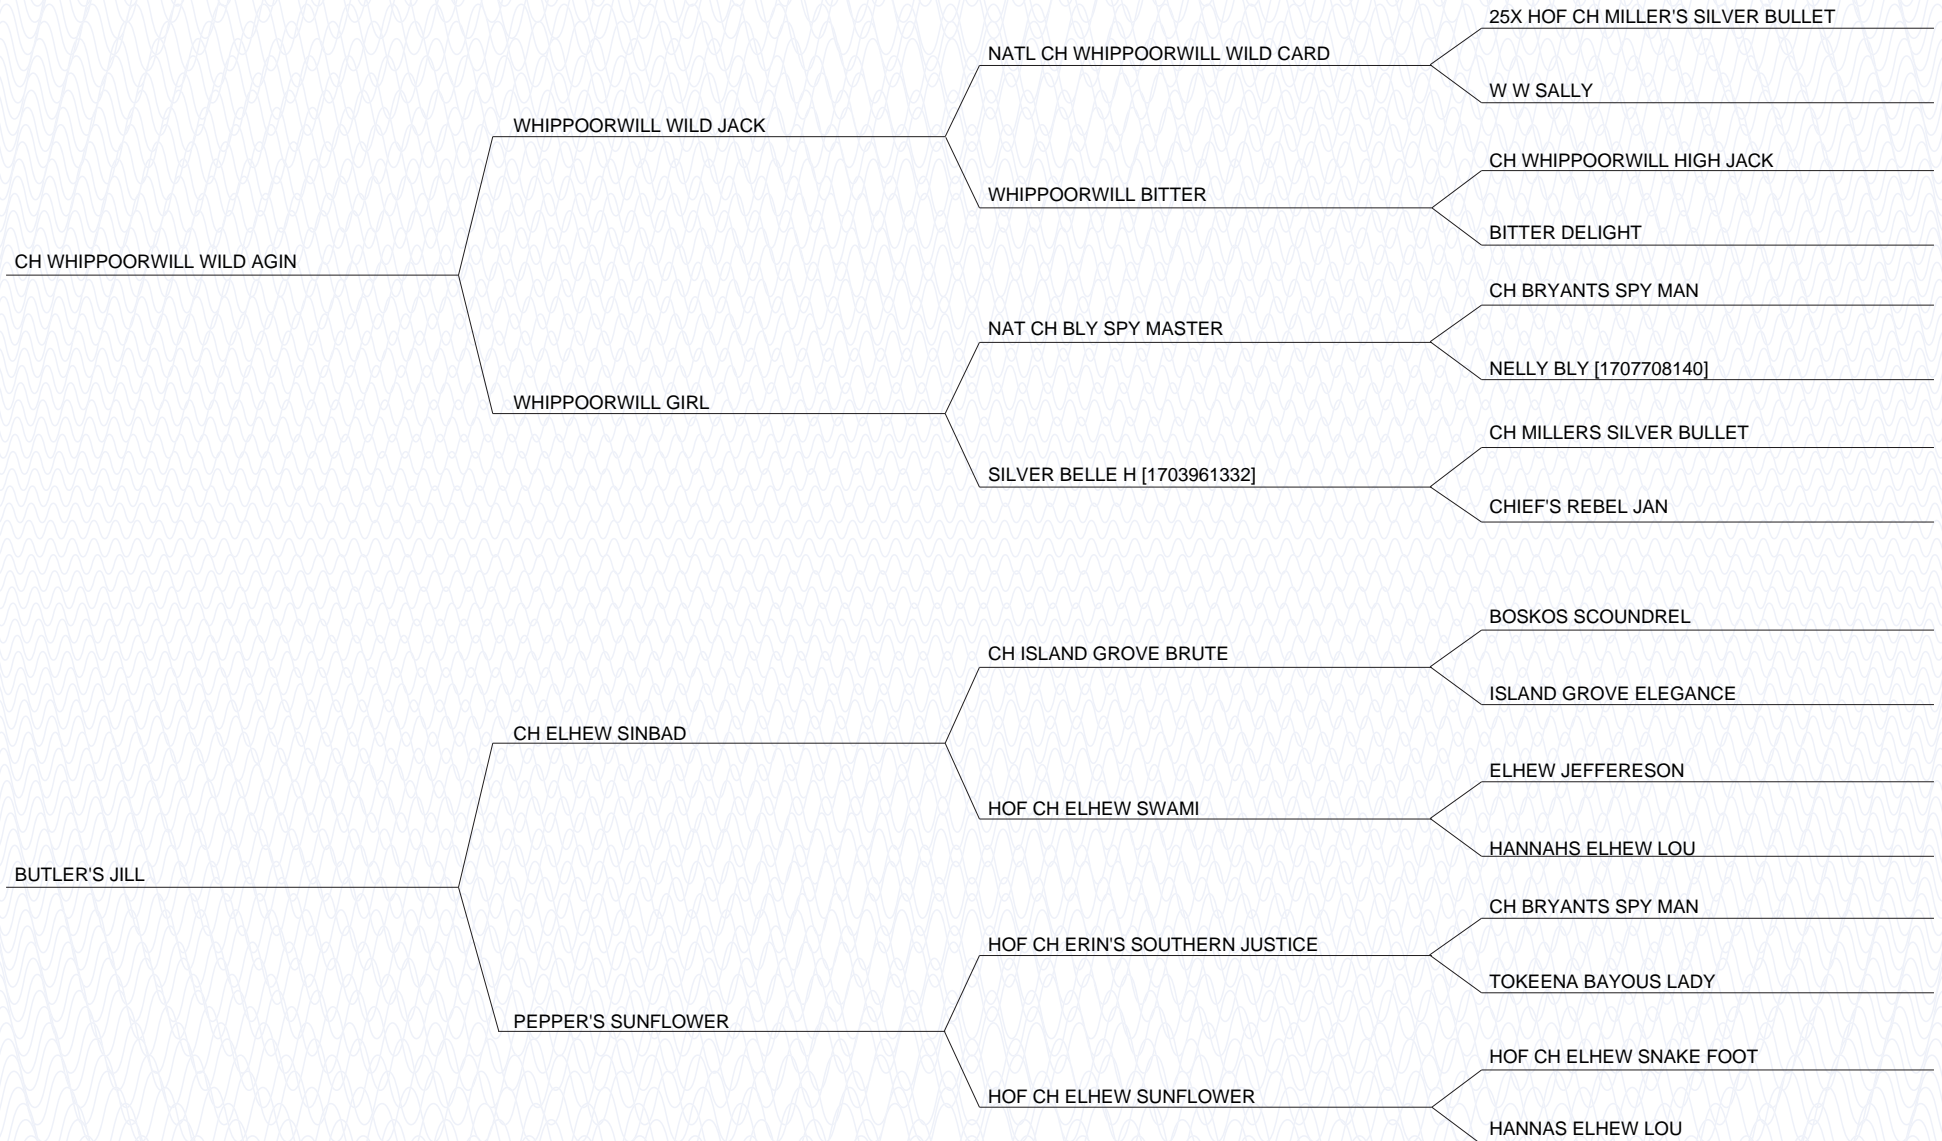 25X HOF CH MILLER'S SILVER BULLET
NATL CH WHIPPOORWILL WILD CARD
W W SALLY
WHIPPOORWILL WILD JACK
CH WHIPPOORWILL HIGH JACK
WHIPPOORWILL BITTER
BITTER DELIGHT
CH WHIPPOORWILL WILD AGIN
CH BRYANTS SPY MAN
NAT CH BLY SPY MASTER
NELLY BLY [1707708140]
WHIPPOORWILL GIRL
CH MILLERS SILVER BULLET
SILVER BELLE H [1703961332]
CHIEF'S REBEL JAN
BOSKOS SCOUNDREL
CH ISLAND GROVE BRUTE
ISLAND GROVE ELEGANCE
CH ELHEW SINBAD
ELHEW JEFFERESON
HOF CH ELHEW SWAMI
HANNAHS ELHEW LOU
BUTLER'S JILL
CH BRYANTS SPY MAN
HOF CH ERIN'S SOUTHERN JUSTICE
TOKEENA BAYOUS LADY
PEPPER'S SUNFLOWER
HOF CH ELHEW SNAKE FOOT
HOF CH ELHEW SUNFLOWER
HANNAS ELHEW LOU